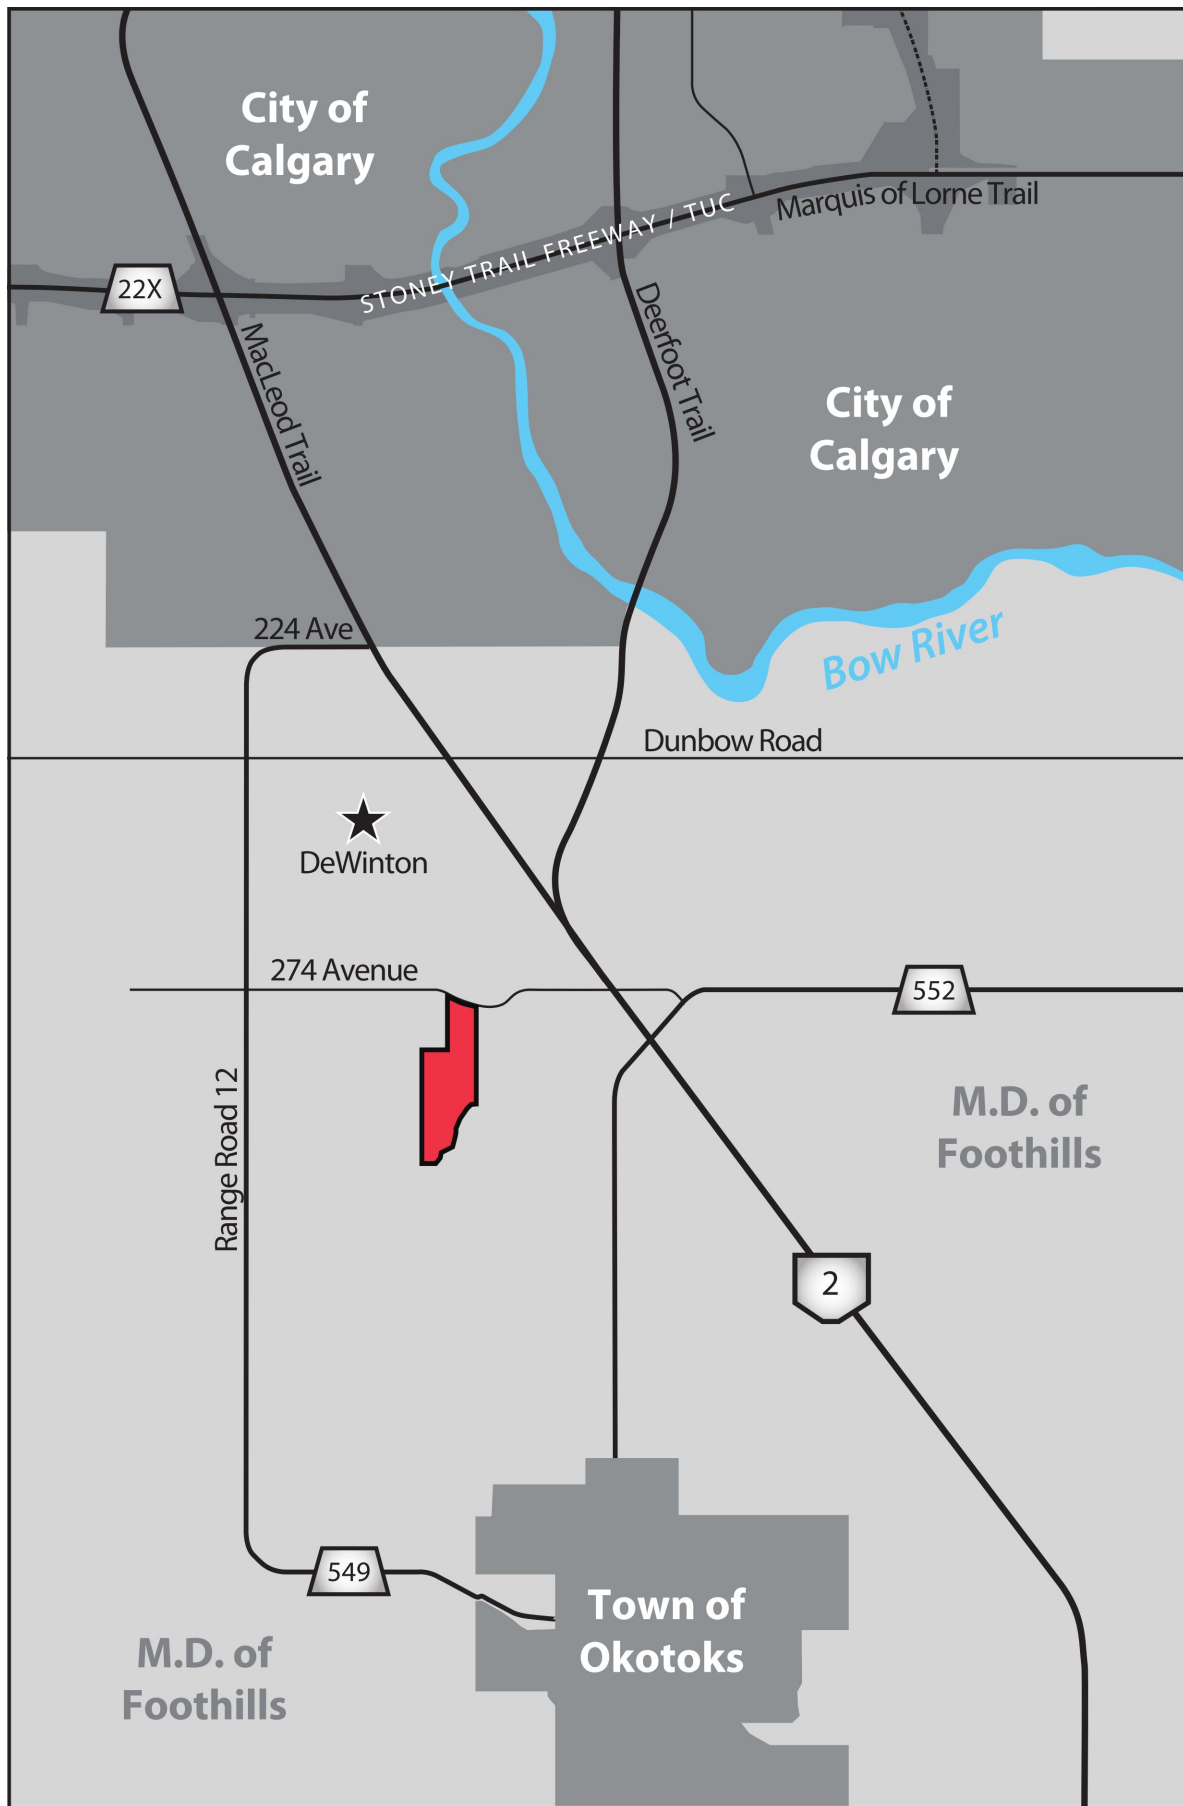 City of
Calgary
Marquis of Lorne Trail
STONEY TRAIL FREEWAY / TUC
22X
MacLeod Trail
Deerfoot Trail
City of
Calgary
224 Ave
Bow River
Dunbow Road
DeWinton
274 Avenue
552
Range Road 12
M.D. of
Foothills
2
549
Town of
Okotoks
M.D. of
Foothills